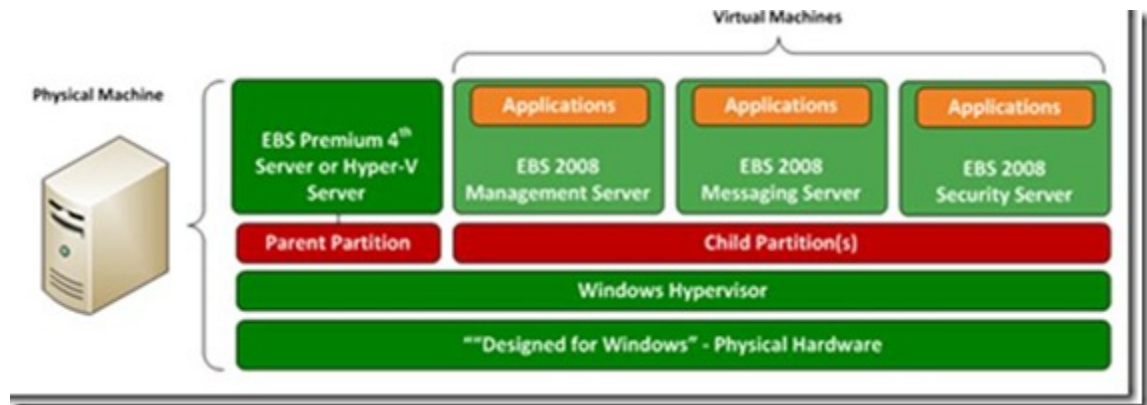 Virtual Machines
Physical Machine
EBS Premium 4th
Server or Hyper-V
Server
Applications
EBS 2008
Management Server
Applications
EBS 2008
Messaging Server
Applications
EBS 2008
Security Server
Parent Partition
Child Partition(s)
Windows Hypervisor
""Designed for Windows" - Physical Hardware